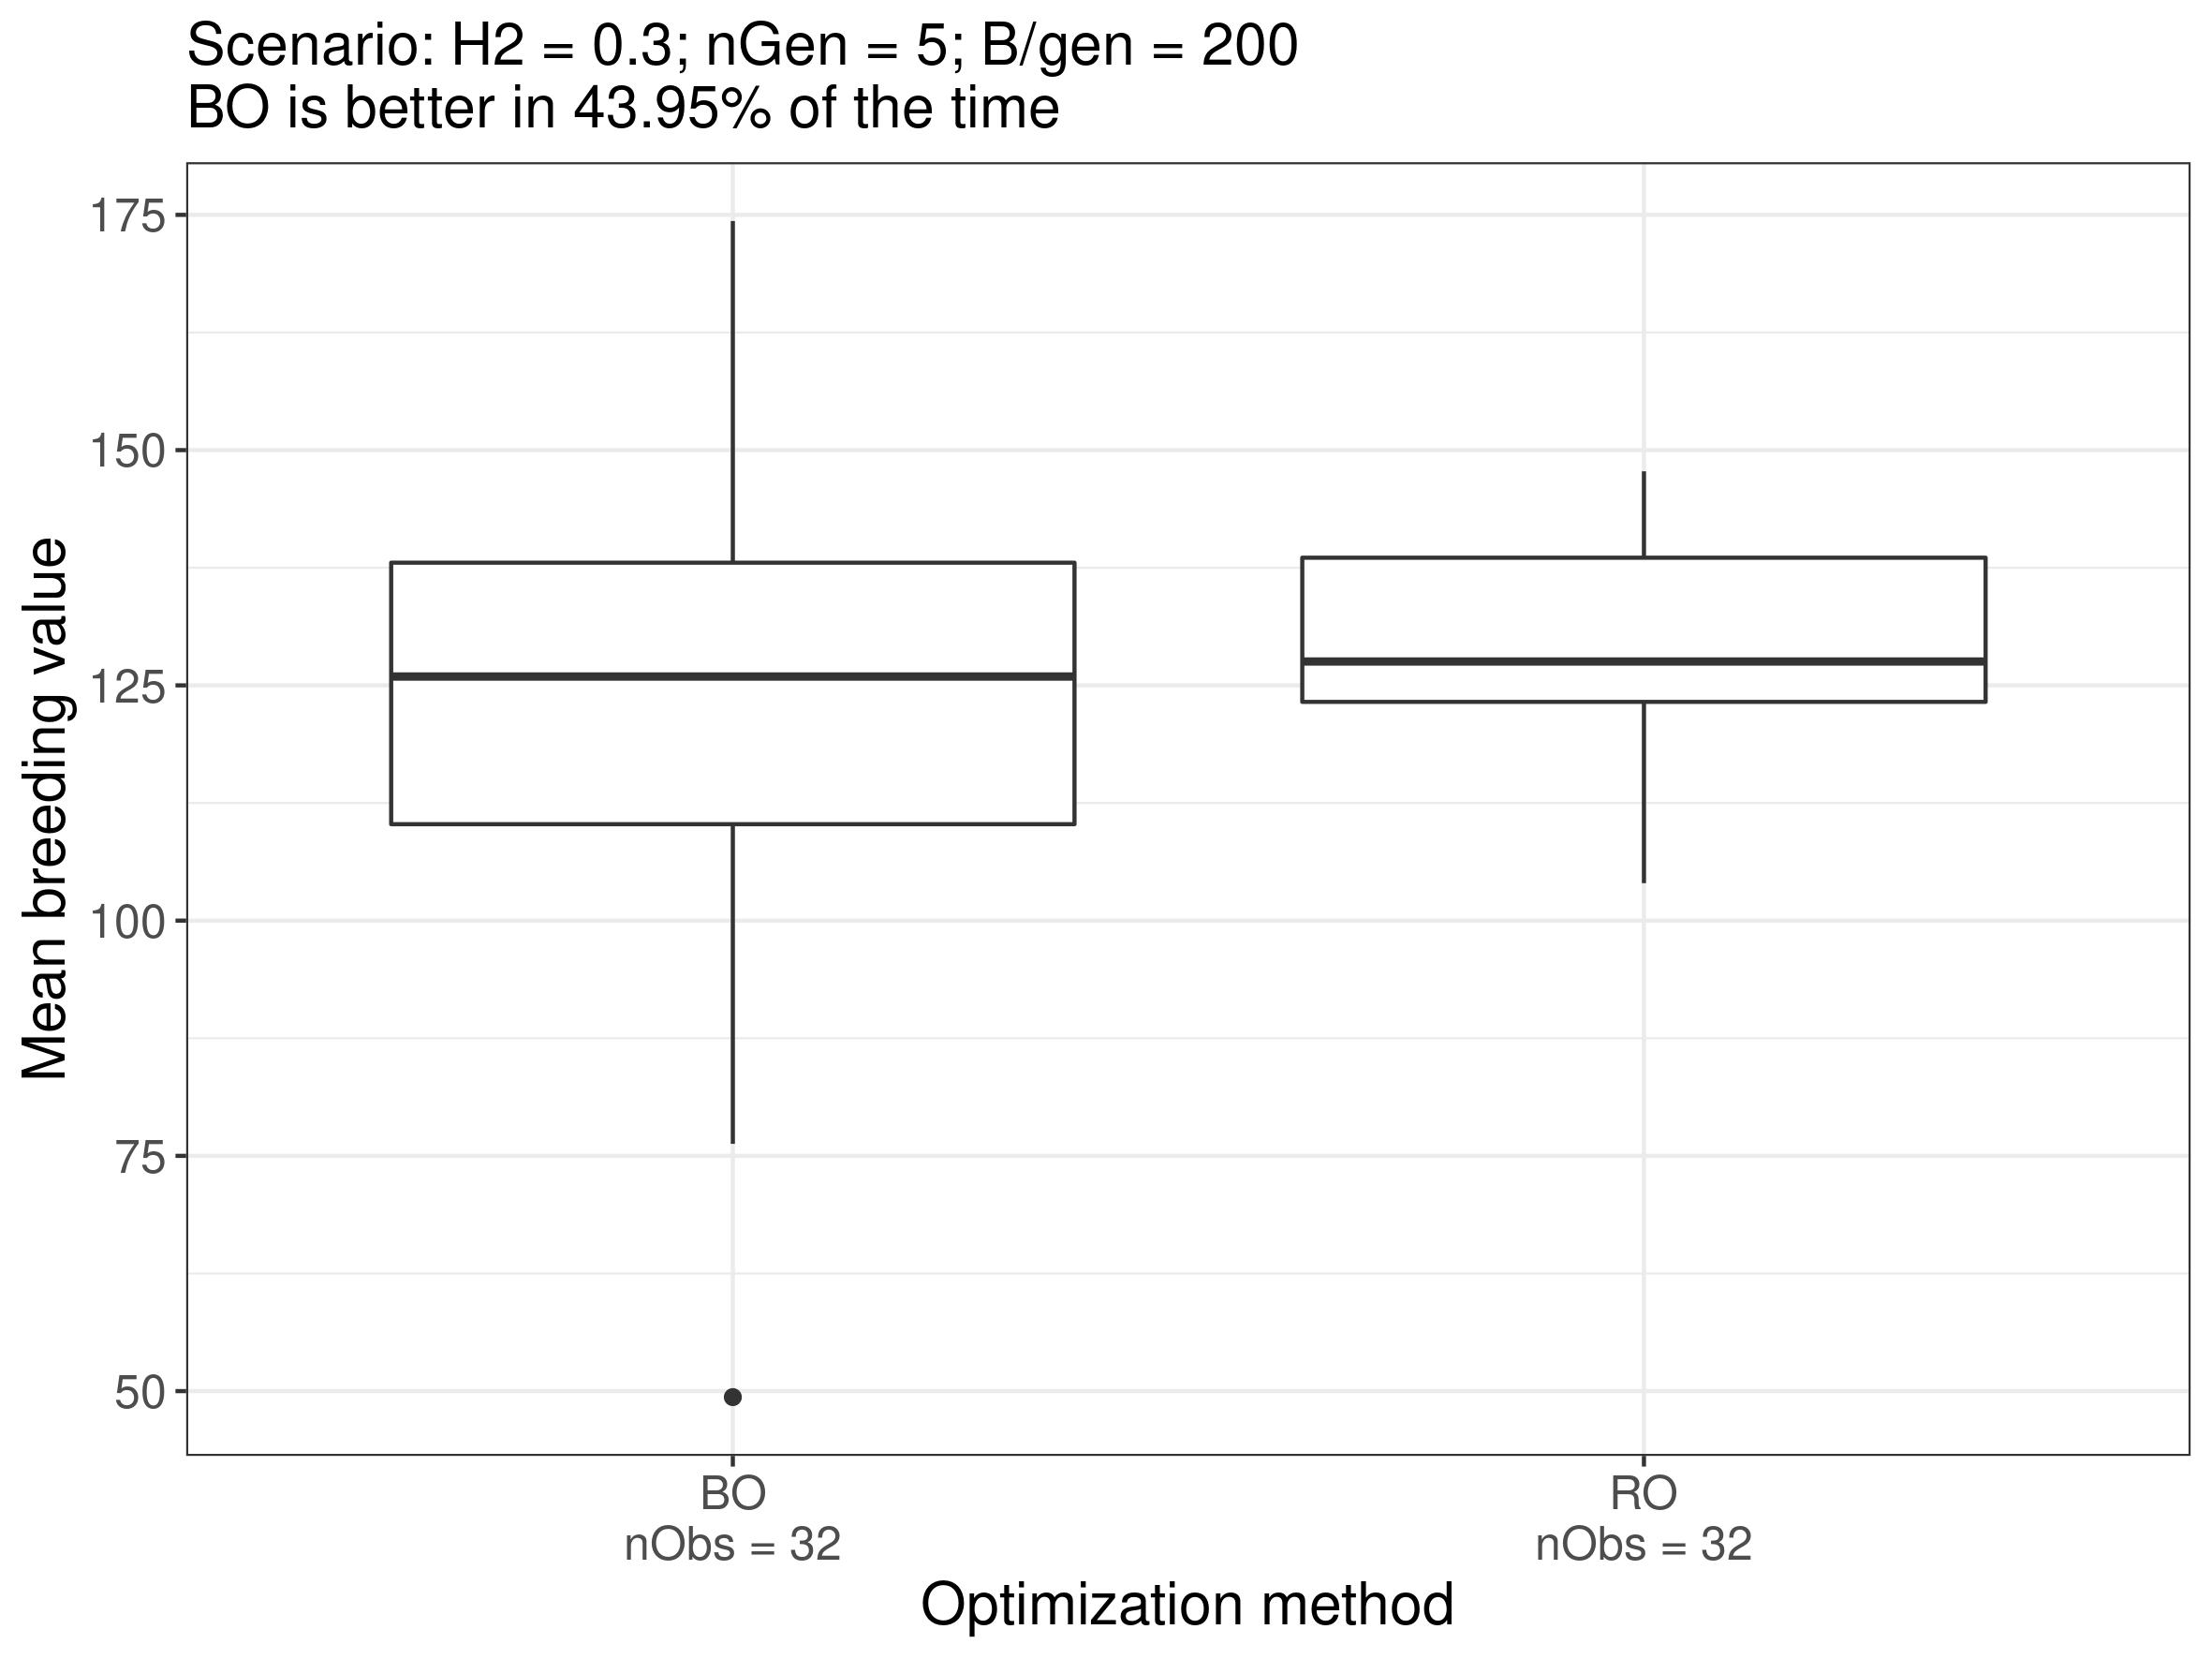 Scenario: H2 = 0.3; nGen = 5; B/gen = 200
BO is better in 43.95% of the time
Mean breeding value
175
150
125
100
75
50
BO
nObs = 32
RO
nObs = 32
Optimization method